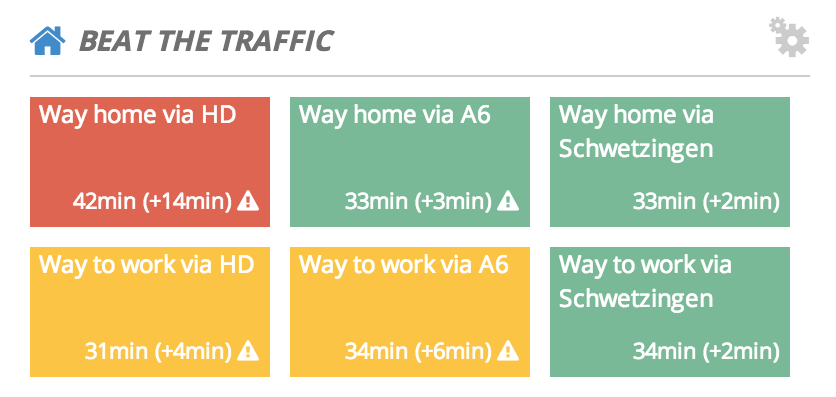 BEAT THE TRAFFIC
Way home via HD
42min (+14min)
Way home via A6
33min (+3min)
Way home via
Schwetzingen
33min (+2min)
Way to work via HD
31min (+4min)
Way to work via A6
34min (+6min)
Way to work via
Schwetzingen
34min (+2min)